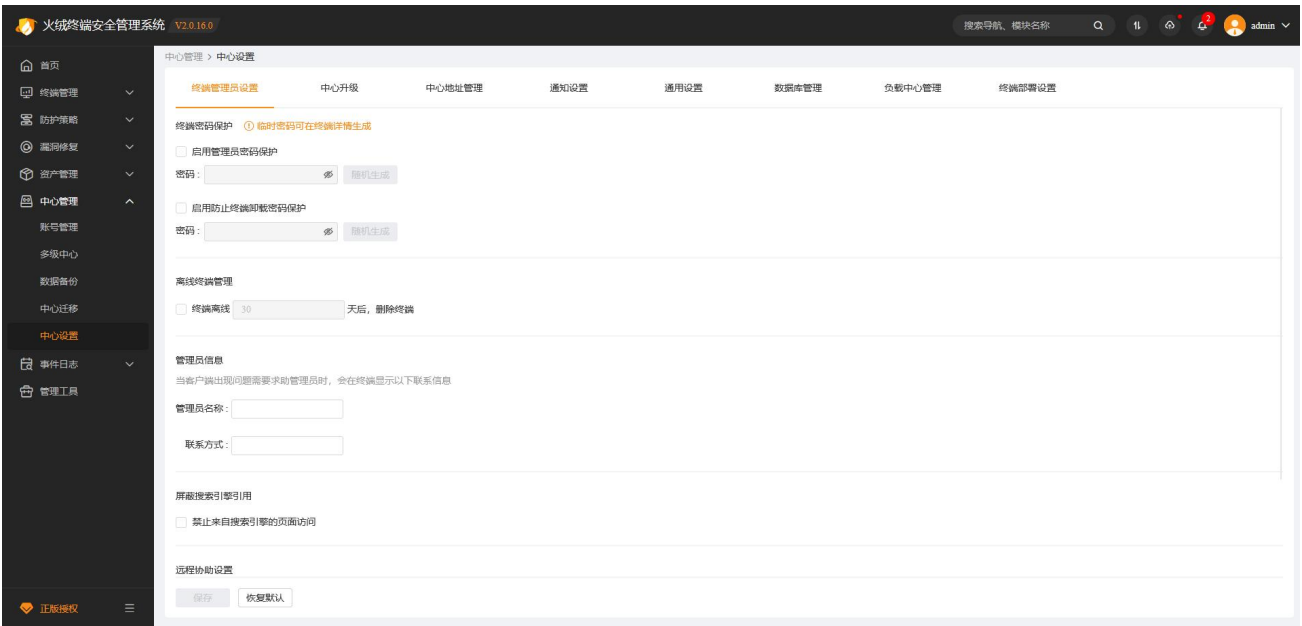 火绒终端安全管理系统 V2.0.16.0
搜索导航、模块名称
2
admin
首页
终端管理
防护策略
漏洞修复
资产管理
中心管理
账号管理
多级中心
数据备份
中心迁移
中心设置
事件日志
管理工具
正版授权
中心管理 > 中心设置
终端管理员设置 中心升级 中心地址管理 通知设置 通用设置 数据库管理 负载中心管理 终端部署设置
终端密码保护 临时密码可在终端详情生成
启用管理员密码保护
密码: 随机生成
启用防止终端卸载密码保护
密码: 随机生成
离线终端管理
终端离线 30 天后，删除终端
管理员信息
当客户端出现问题需要求助管理员时，会在终端显示以下联系信息
管理员名称:
联系方式:
屏蔽搜索引擎引用
禁止来自搜索引擎的页面访问
远程协助设置
保存 恢复默认